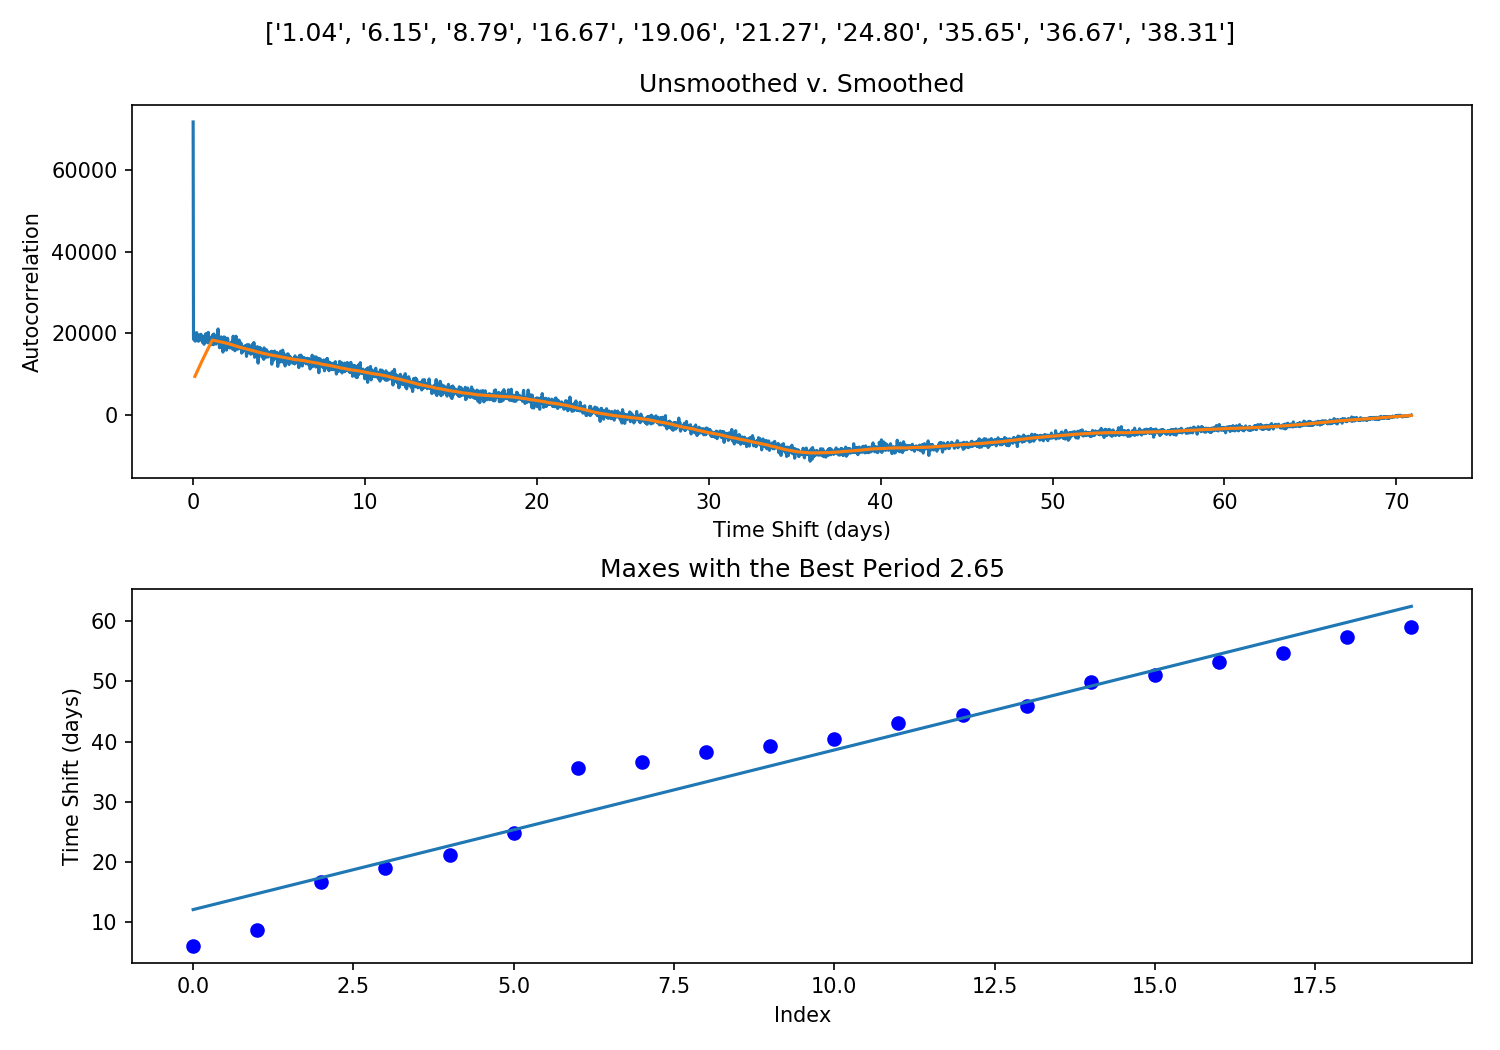 ['1.04', '6.15', '8.79', '16.67', '19.06', '21.27', '24.80', '35.65', '36.67', '38.31']
Unsmoothed v. Smoothed
Autocorrelation
60000
40000
20000
0
0 10 20 30 40 50 60 70
Time Shift (days)
Maxes with the Best Period 2.65
Time Shift (days)
60
50
40
30
20
10
0.0 2.5 5.0 7.5 10.0 12.5 15.0 17.5
Index